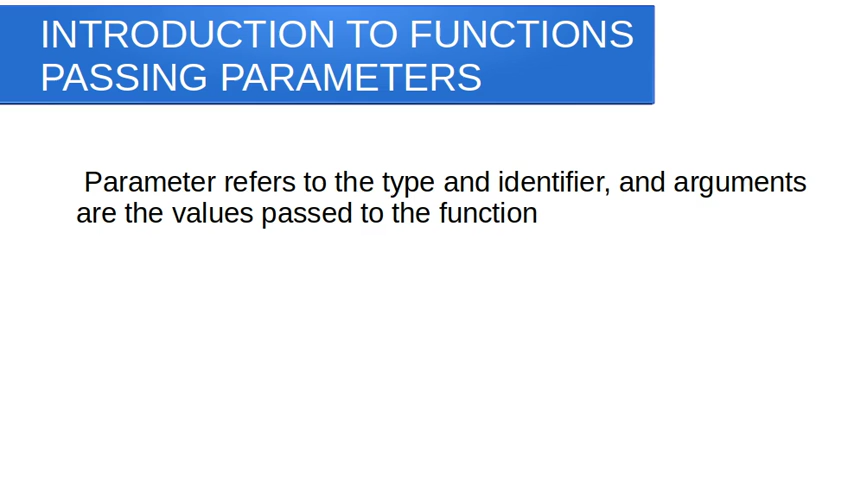 INTRODUCTION TO FUNCTIONS
PASSING PARAMETERS
Parameter refers to the type and identifier, and arguments
are the values passed to the function